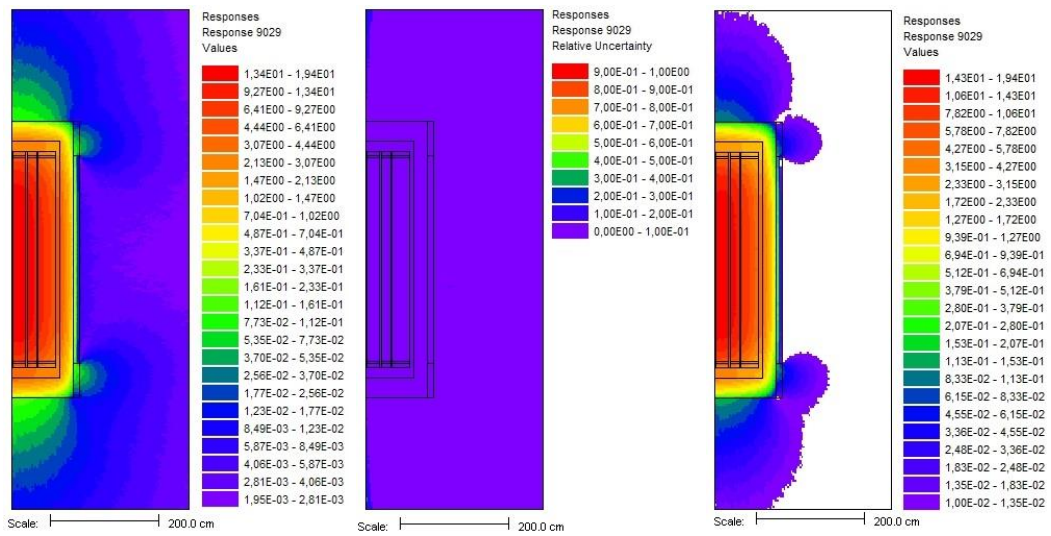 Responses
Response 9029
Values
1,34E01 - 1,94E01
9,27E00 - 1,34E01
6,41E00 - 9,27E00
4,44E00 - 6,41E00
3,07E00 - 4,44E00
2,13E00 - 3,07E00
1,47E00 - 2,13E00
1,02E00 - 1,47E00
7,04E-01 - 1,02E00
4,87E-01 - 7,04E-01
3,37E-01 - 4,87E-01
2,33E-01 - 3,37E-01
1,61E-01 - 2,33E-01
1,12E-01 - 1,61E-01
7,73E-02 - 1,12E-01
5,35E-02 - 7,73E-02
3,70E-02 - 5,35E-02
2,56E-02 - 3,70E-02
1,77E-02 - 2,56E-02
1,23E-02 - 1,77E-02
8,49E-03 - 1,23E-02
5,87E-03 - 8,49E-03
4,06E-03 - 5,87E-03
2,81E-03 - 4,06E-03
1,95E-03 - 2,81E-03
Scale: 200.0 cm
Responses
Response 9029
Relative Uncertainty
9,00E-01 - 1,00E00
8,00E-01 - 9,00E-01
7,00E-01 - 8,00E-01
6,00E-01 - 7,00E-01
5,00E-01 - 6,00E-01
4,00E-01 - 5,00E-01
3,00E-01 - 4,00E-01
2,00E-01 - 3,00E-01
1,00E-01 - 2,00E-01
0,00E00 - 1,00E-01
Scale: 200.0 cm
Responses
Response 9029
Values
1,43E01 - 1,94E01
1,06E01 - 1,43E01
7,82E00 - 1,06E01
5,78E00 - 7,82E00
4,27E00 - 5,78E00
3,15E00 - 4,27E00
2,33E00 - 3,15E00
1,72E00 - 2,33E00
1,27E00 - 1,72E00
9,39E-01 - 1,27E00
6,94E-01 - 9,39E-01
5,12E-01 - 6,94E-01
3,79E-01 - 5,12E-01
2,80E-01 - 3,79E-01
2,07E-01 - 2,80E-01
1,53E-01 - 2,07E-01
1,13E-01 - 1,53E-01
8,33E-02 - 1,13E-01
6,15E-02 - 8,33E-02
4,55E-02 - 6,15E-02
3,36E-02 - 4,55E-02
2,48E-02 - 3,36E-02
1,83E-02 - 2,48E-02
1,35E-02 - 1,83E-02
1,00E-02 - 1,35E-02
Scale: 200.0 cm